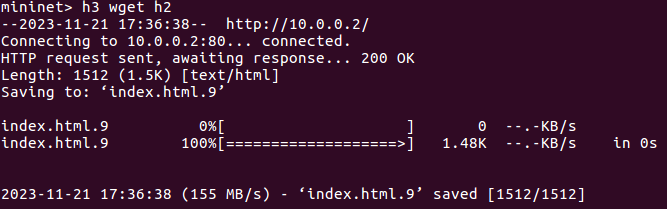 mininet> h3 wget h2
--2023-11-21 17:36:38--  http://10.0.0.2/
Connecting to 10.0.0.2:80... connected.
HTTP request sent, awaiting response... 200 OK
Length: 1512 (1.5K) [text/html]
Saving to: ‘index.html.9’

index.html.9          0%[                    ]       0  --.-KB/s
index.html.9        100%[===================>]   1.48K  --.-KB/s    in 0s

2023-11-21 17:36:38 (155 MB/s) - ‘index.html.9’ saved [1512/1512]